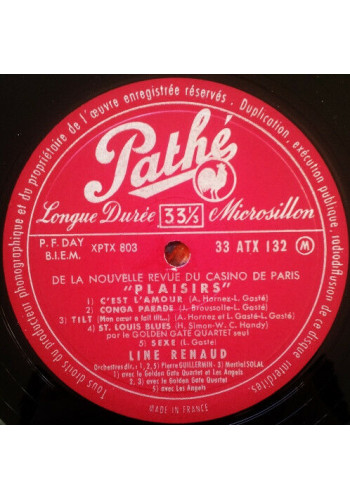 Tous droits du producteur phonographique et du propriétaire de l'œuvre enregistrée réservés. Duplication, exécution publique, radiodiffusion de ce disque interdites.
Pathé
Longue Durée 33⅓ Microsillon
P. F. DAY XPTX 803 33 ATX 132 M
B.I.E.M.
DE LA NOUVELLE REVUE DU CASINO DE PARIS
"PLAISIRS"
1) C'EST L'AMOUR (A. Hornez-L. Gasté)
2) CONGA PARADE (J. Broussolle-L. Gasté)
3) TILT (Mon cœur a fait tilt...) (A. Hornez et L. Gasté-L. Gasté)
4) ST. LOUIS BLUES (H. Simon-W. C. Handy)
par le GOLDEN GATE QUARTET seul
5) SEXE (L. Gasté)
LINE RENAUD
Orchestres dir.: 1, 2, 5) Pierre GUILLERMIN - 3) Martial SOLAL
1) avec le Golden Gate Quartet et Les Angels
2, 3) avec le Golden Gate Quartet
5) avec Les Angels
MADE IN FRANCE